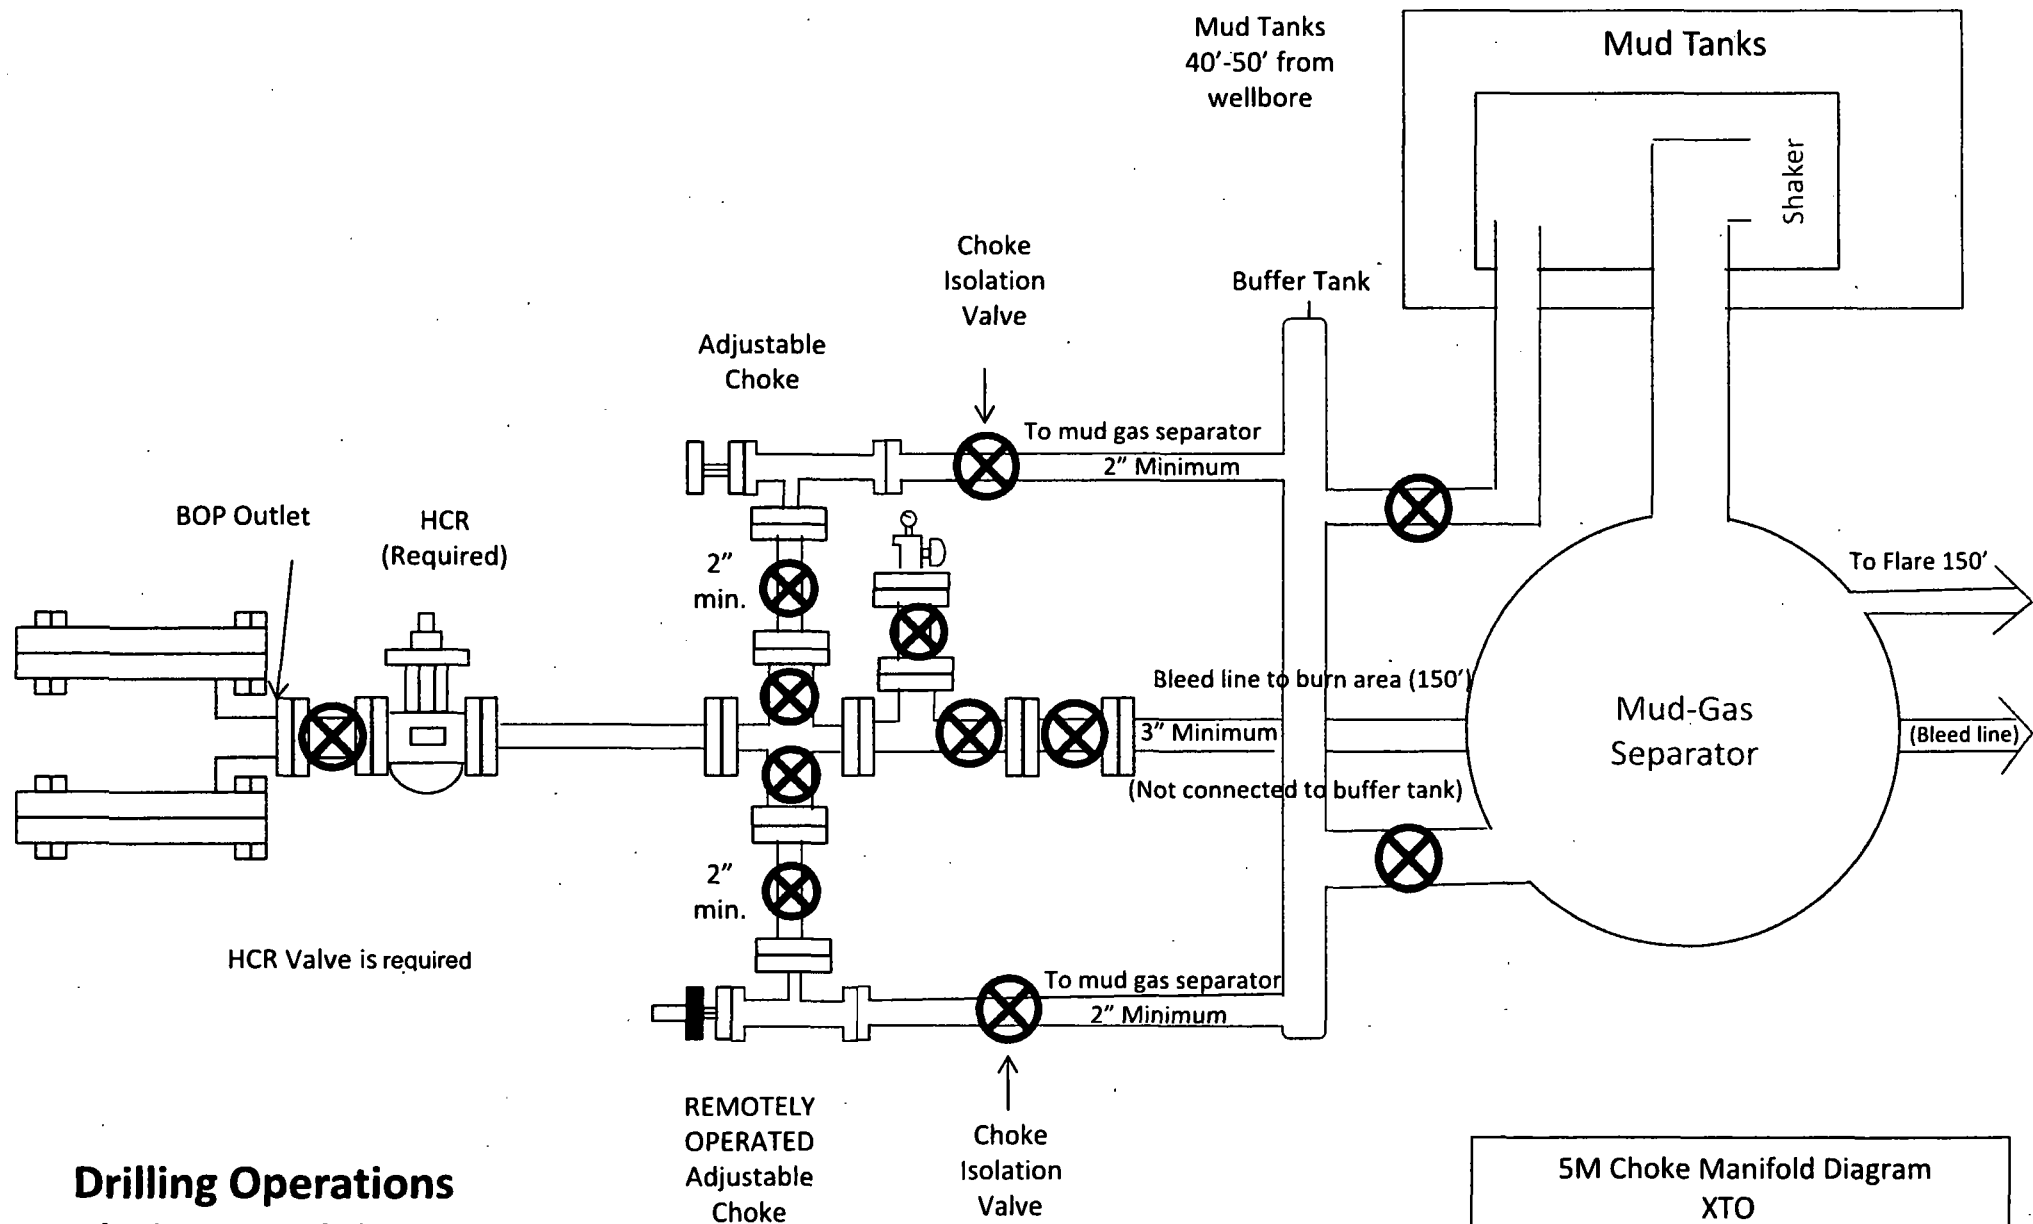 Mud Tanks
40'-50' from
wellbore
Mud Tanks
Shaker
Choke
Isolation
Valve
Buffer Tank
Adjustable
Choke
To mud gas separator
2" Minimum
BOP Outlet
HCR
(Required)
2"
min.
To Flare 150'
Bleed line to burn area (150')
3" Minimum
(Not connected to buffer tank)
Mud-Gas
Separator
(Bleed line)
2"
min.
HCR Valve is required
To mud gas separator
2" Minimum
REMOTELY
OPERATED
Adjustable
Choke
Choke
Isolation
Valve
Drilling Operations
5M Choke Manifold Diagram
XTO